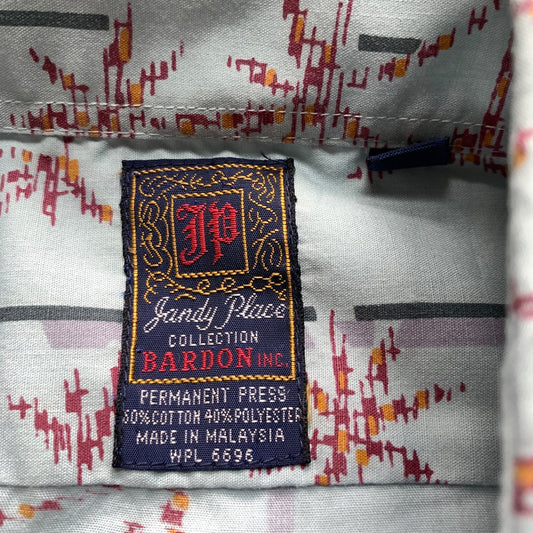 JP
Jandy Place
COLLECTION
BARDON INC.
PERMANENT PRESS
60%COTTON 40%POLYESTER
MADE IN MALAYSIA
WPL 6696